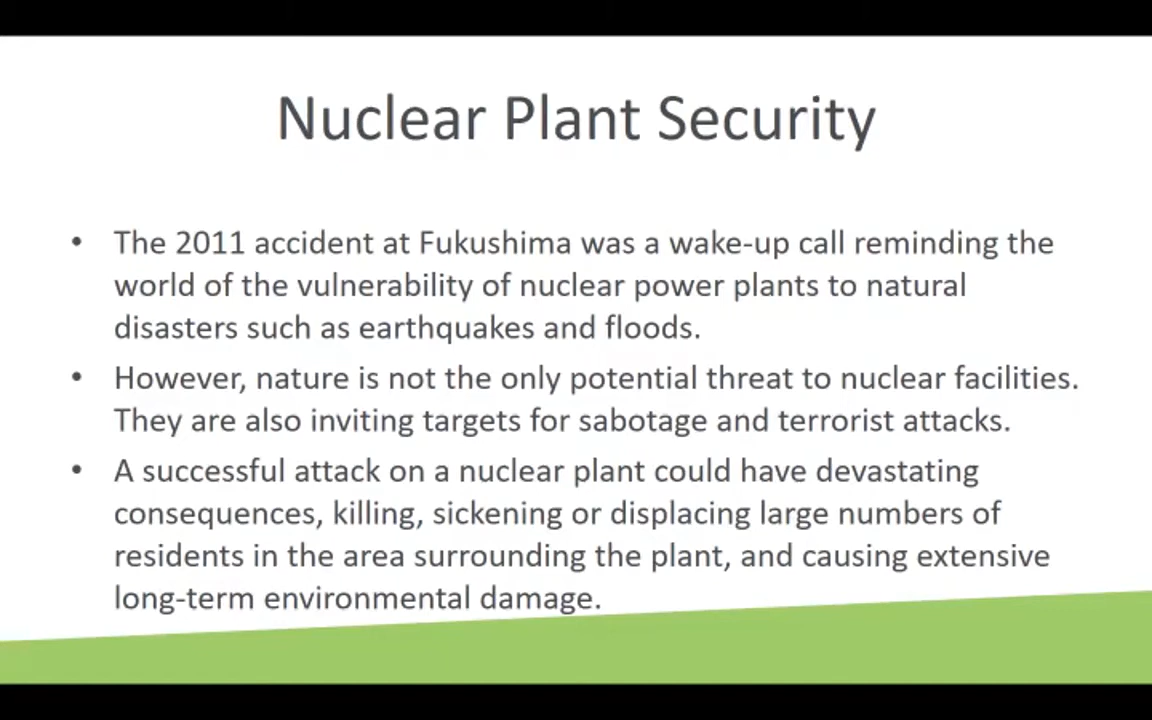 Nuclear Plant Security
• The 2011 accident at Fukushima was a wake-up call reminding the
world of the vulnerability of nuclear power plants to natural
disasters such as earthquakes and floods.
• However, nature is not the only potential threat to nuclear facilities.
They are also inviting targets for sabotage and terrorist attacks.
• A successful attack on a nuclear plant could have devastating
consequences, killing, sickening or displacing large numbers of
residents in the area surrounding the plant, and causing extensive
long-term environmental damage.